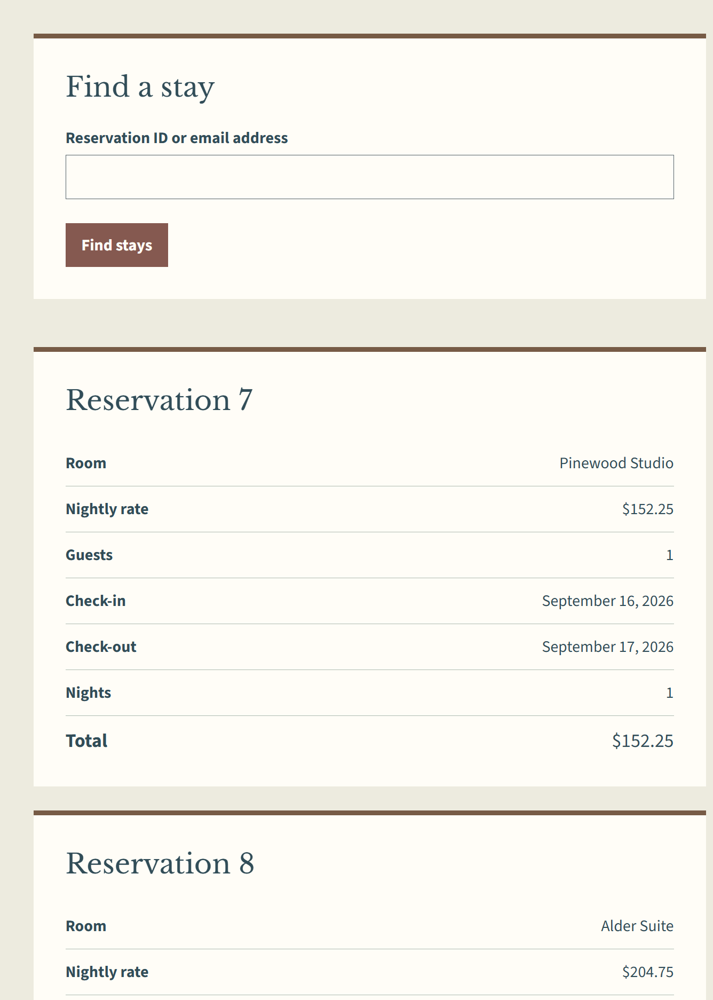 Find a stay
Reservation ID or email address
Find stays
Reservation 7
Room Pinewood Studio
Nightly rate $152.25
Guests 1
Check-in September 16, 2026
Check-out September 17, 2026
Nights 1
Total $152.25
Reservation 8
Room Alder Suite
Nightly rate $204.75